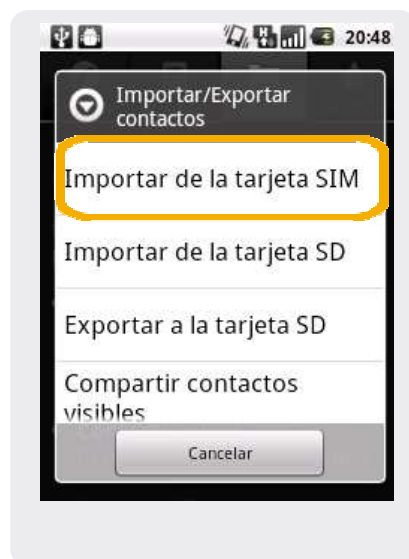 20:48
Importar/Exportar
contactos
Importar de la tarjeta SIM
Importar de la tarjeta SD
Exportar a la tarjeta SD
Compartir contactos
visibles
Cancelar